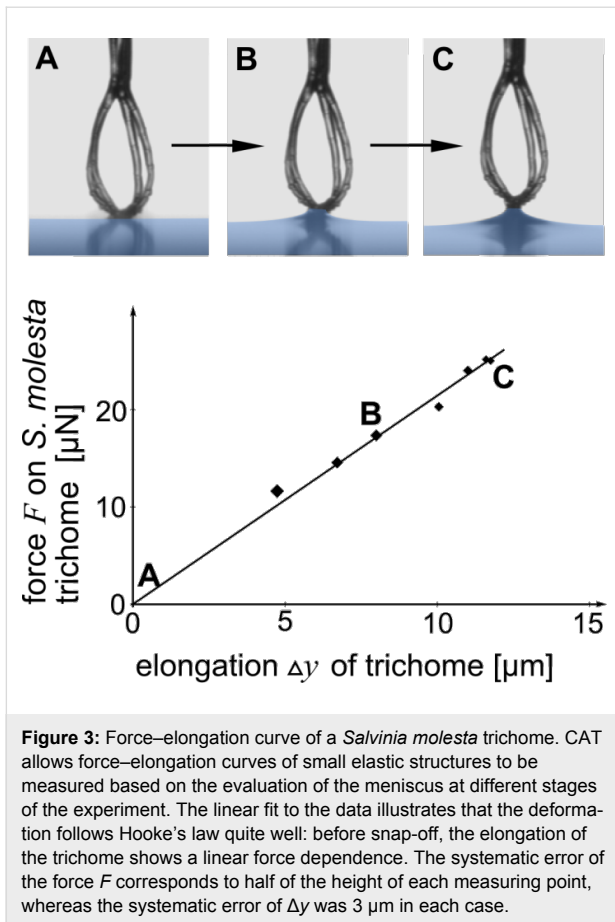 A
B
C
force F on S. molesta
trichome [µN]
20
10
0
A
B
C
0
5
10
15
elongation Δy of trichome [µm]
Figure 3: Force–elongation curve of a Salvinia molesta trichome. CAT
allows force–elongation curves of small elastic structures to be
measured based on the evaluation of the meniscus at different stages
of the experiment. The linear fit to the data illustrates that the deforma-
tion follows Hooke's law quite well: before snap-off, the elongation of
the trichome shows a linear force dependence. The systematic error of
the force F corresponds to half of the height of each measuring point,
whereas the systematic error of Δy was 3 µm in each case.